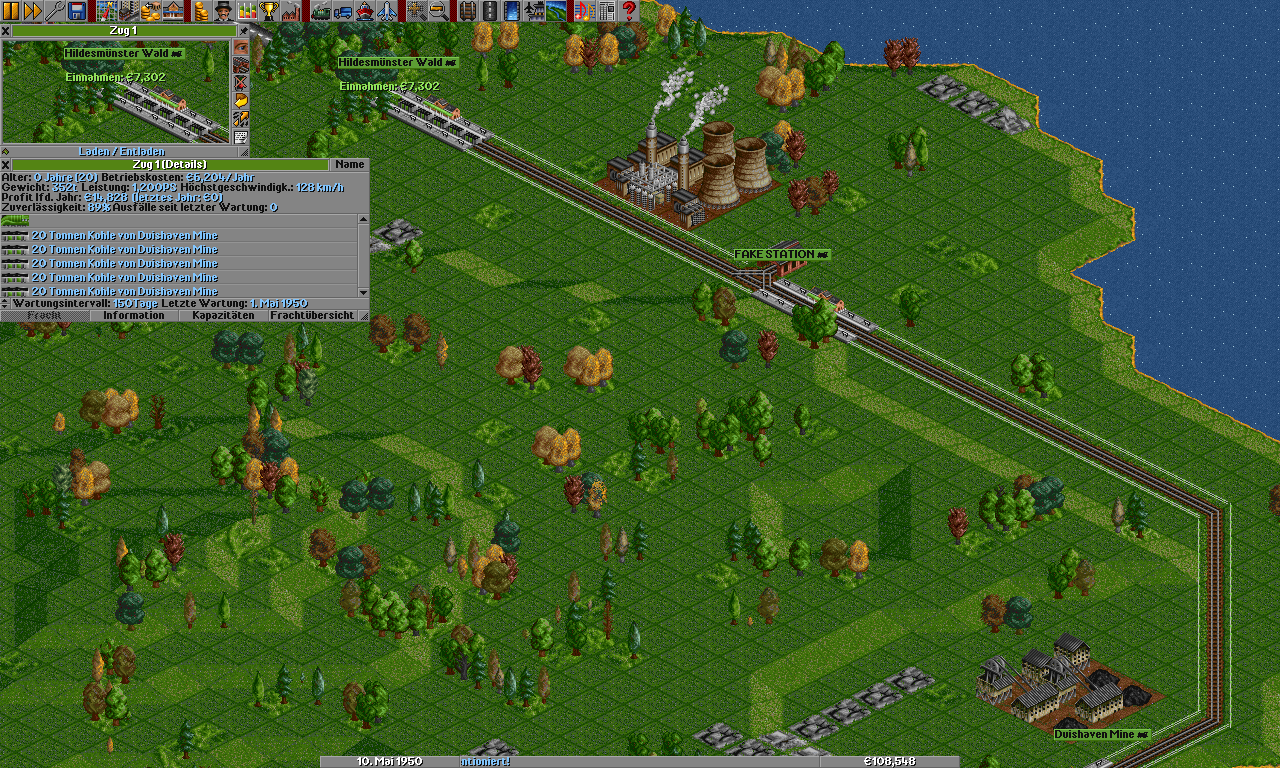 Zug 1
Hildesmünster Wald
Einnahmen: €7,302
Laden / Entladen
Hildesmünster Wald
Einnahmen: €7,302
Zug 1 (Details)
Name
Alter: 0 Jahre (20) Betriebskosten: €6,204/Jahr
Gewicht: 352t Leistung: 1,200PS Höchstgeschwindigk.: 128 km/h
Profit lfd. Jahr: €14,828 (letztes Jahr: €0)
Zuverlässigkeit: 89% Ausfälle seit letzter Wartung: 0
20 Tonnen Kohle von Duishaven Mine
20 Tonnen Kohle von Duishaven Mine
20 Tonnen Kohle von Duishaven Mine
20 Tonnen Kohle von Duishaven Mine
20 Tonnen Kohle von Duishaven Mine
Wartungsintervall: 150 Tage Letzte Wartung: 1. Mai 1950
Fracht Information Kapazitäten Frachtübersicht
FAKE STATION
Duishaven Mine
10. Mai 1950
ntioniert!
€108,548